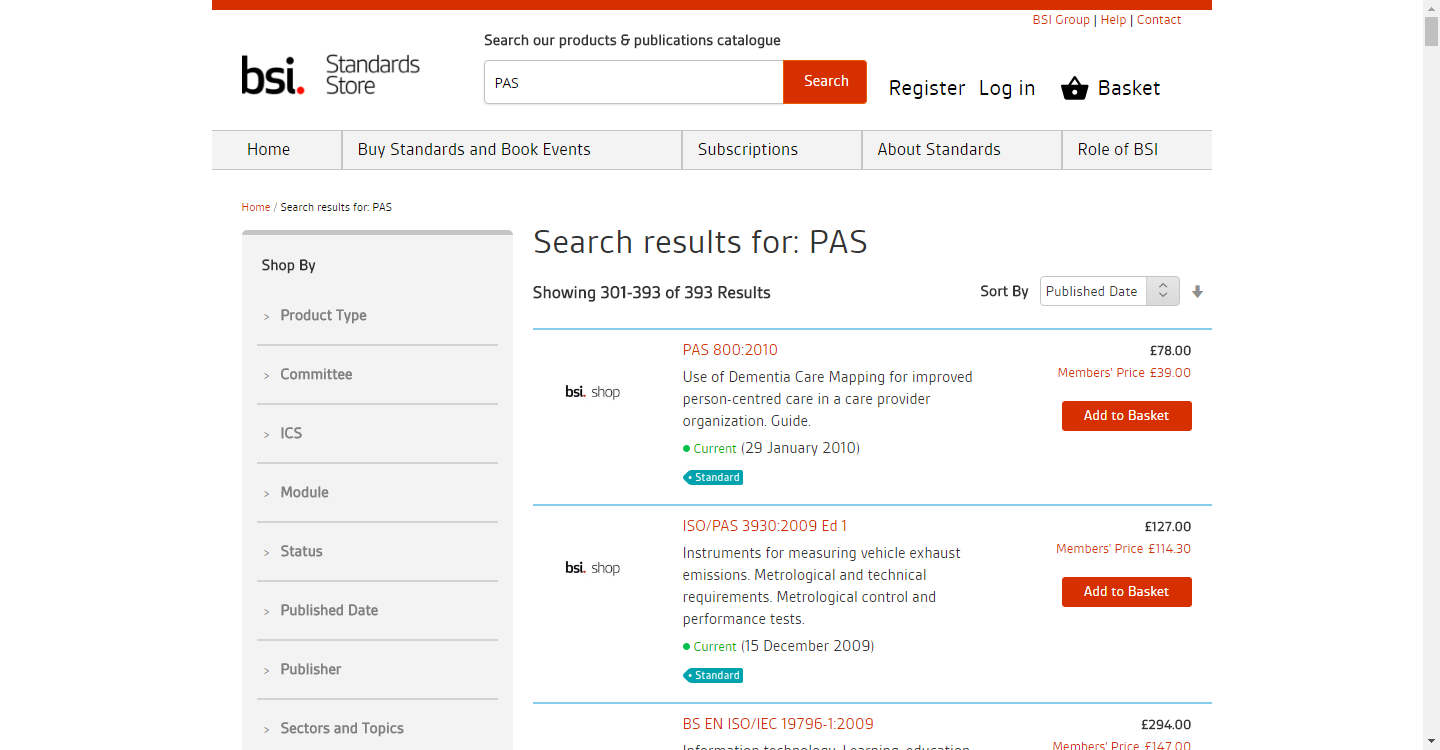 BSI Group | Help | Contact
Search our products & publications catalogue
bsi. Standards Store
PAS
Search
Register Log in Basket
Home
Buy Standards and Book Events
Subscriptions
About Standards
Role of BSI
Home / Search results for: PAS
Shop By
> Product Type
> Committee
> ICS
> Module
> Status
> Published Date
> Publisher
> Sectors and Topics
Search results for: PAS
Showing 301-393 of 393 Results
Sort By Published Date
bsi. shop
PAS 800:2010
Use of Dementia Care Mapping for improved
person-centred care in a care provider
organization. Guide.
Current (29 January 2010)
Standard
£78.00
Members' Price £39.00
Add to Basket
bsi. shop
ISO/PAS 3930:2009 Ed 1
Instruments for measuring vehicle exhaust
emissions. Metrological and technical
requirements. Metrological control and
performance tests.
Current (15 December 2009)
Standard
£127.00
Members' Price £114.30
Add to Basket
BS EN ISO/IEC 19796-1:2009
Information technology. Learning, education
£294.00
Members' Price £147.00